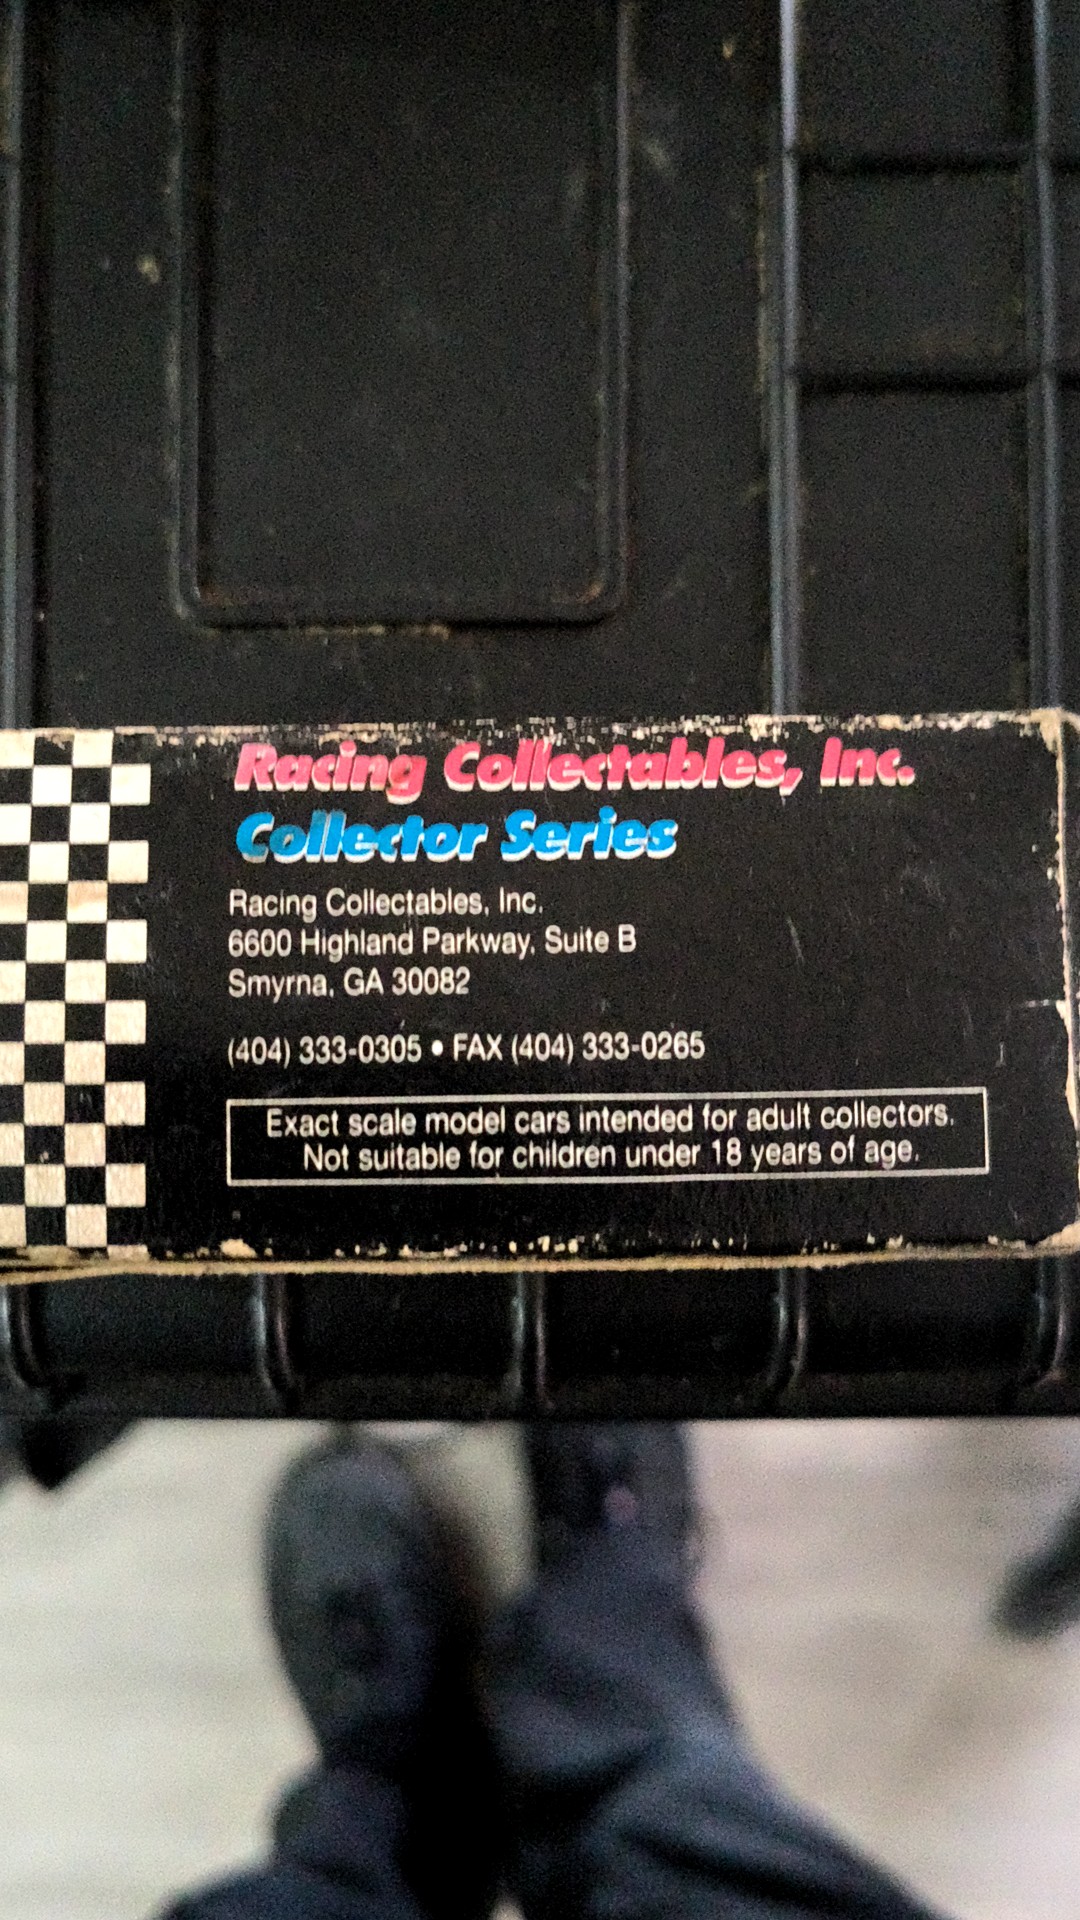 Racing Collectables, Inc.
Collector Series
Racing Collectables, Inc.
6600 Highland Parkway, Suite B
Smyrna, GA 30082
(404) 333-0305 • FAX (404) 333-0265
Exact scale model cars intended for adult collectors.
Not suitable for children under 18 years of age.